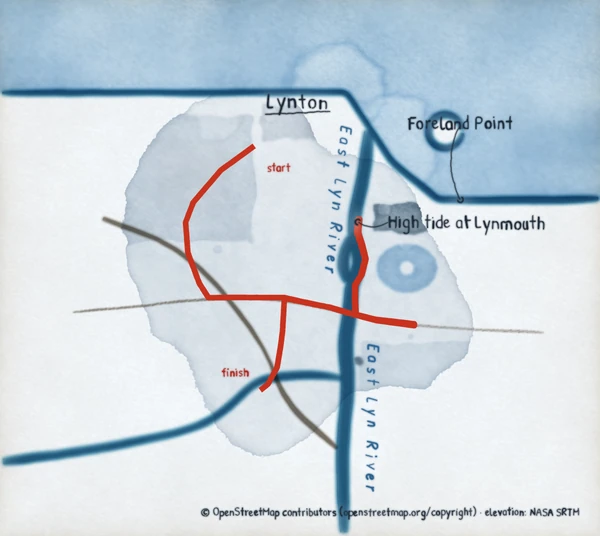 Lynton
Foreland Point
start
East Lyn River
High tide at Lynmouth
finish
East Lyn River
© OpenStreetMap contributors (openstreetmap.org/copyright) · elevation: NASA SRTM